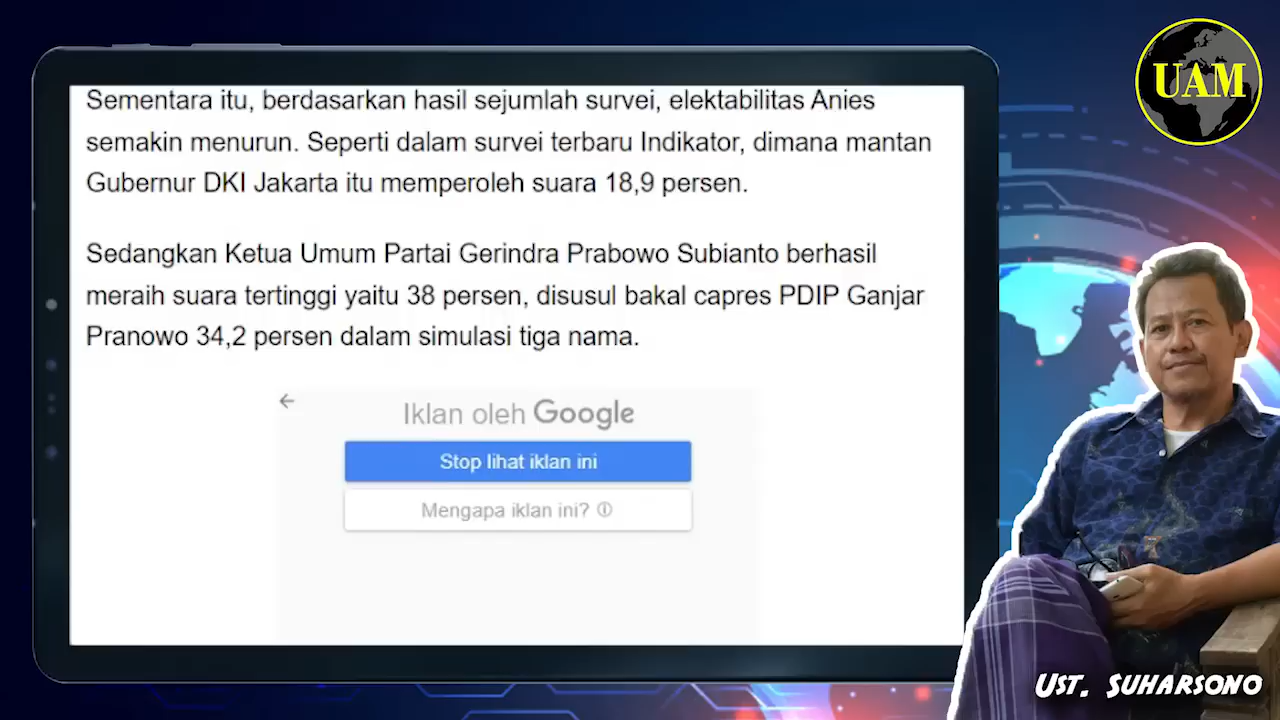 Sementara itu, berdasarkan hasil sejumlah survei, elektabilitas Anies
semakin menurun. Seperti dalam survei terbaru Indikator, dimana mantan
Gubernur DKI Jakarta itu memperoleh suara 18,9 persen.
Sedangkan Ketua Umum Partai Gerindra Prabowo Subianto berhasil
meraih suara tertinggi yaitu 38 persen, disusul bakal capres PDIP Ganjar
Pranowo 34,2 persen dalam simulasi tiga nama.
Iklan oleh Google
Stop lihat iklan ini
Mengapa iklan ini?
UAM
UST. SUHARSONO